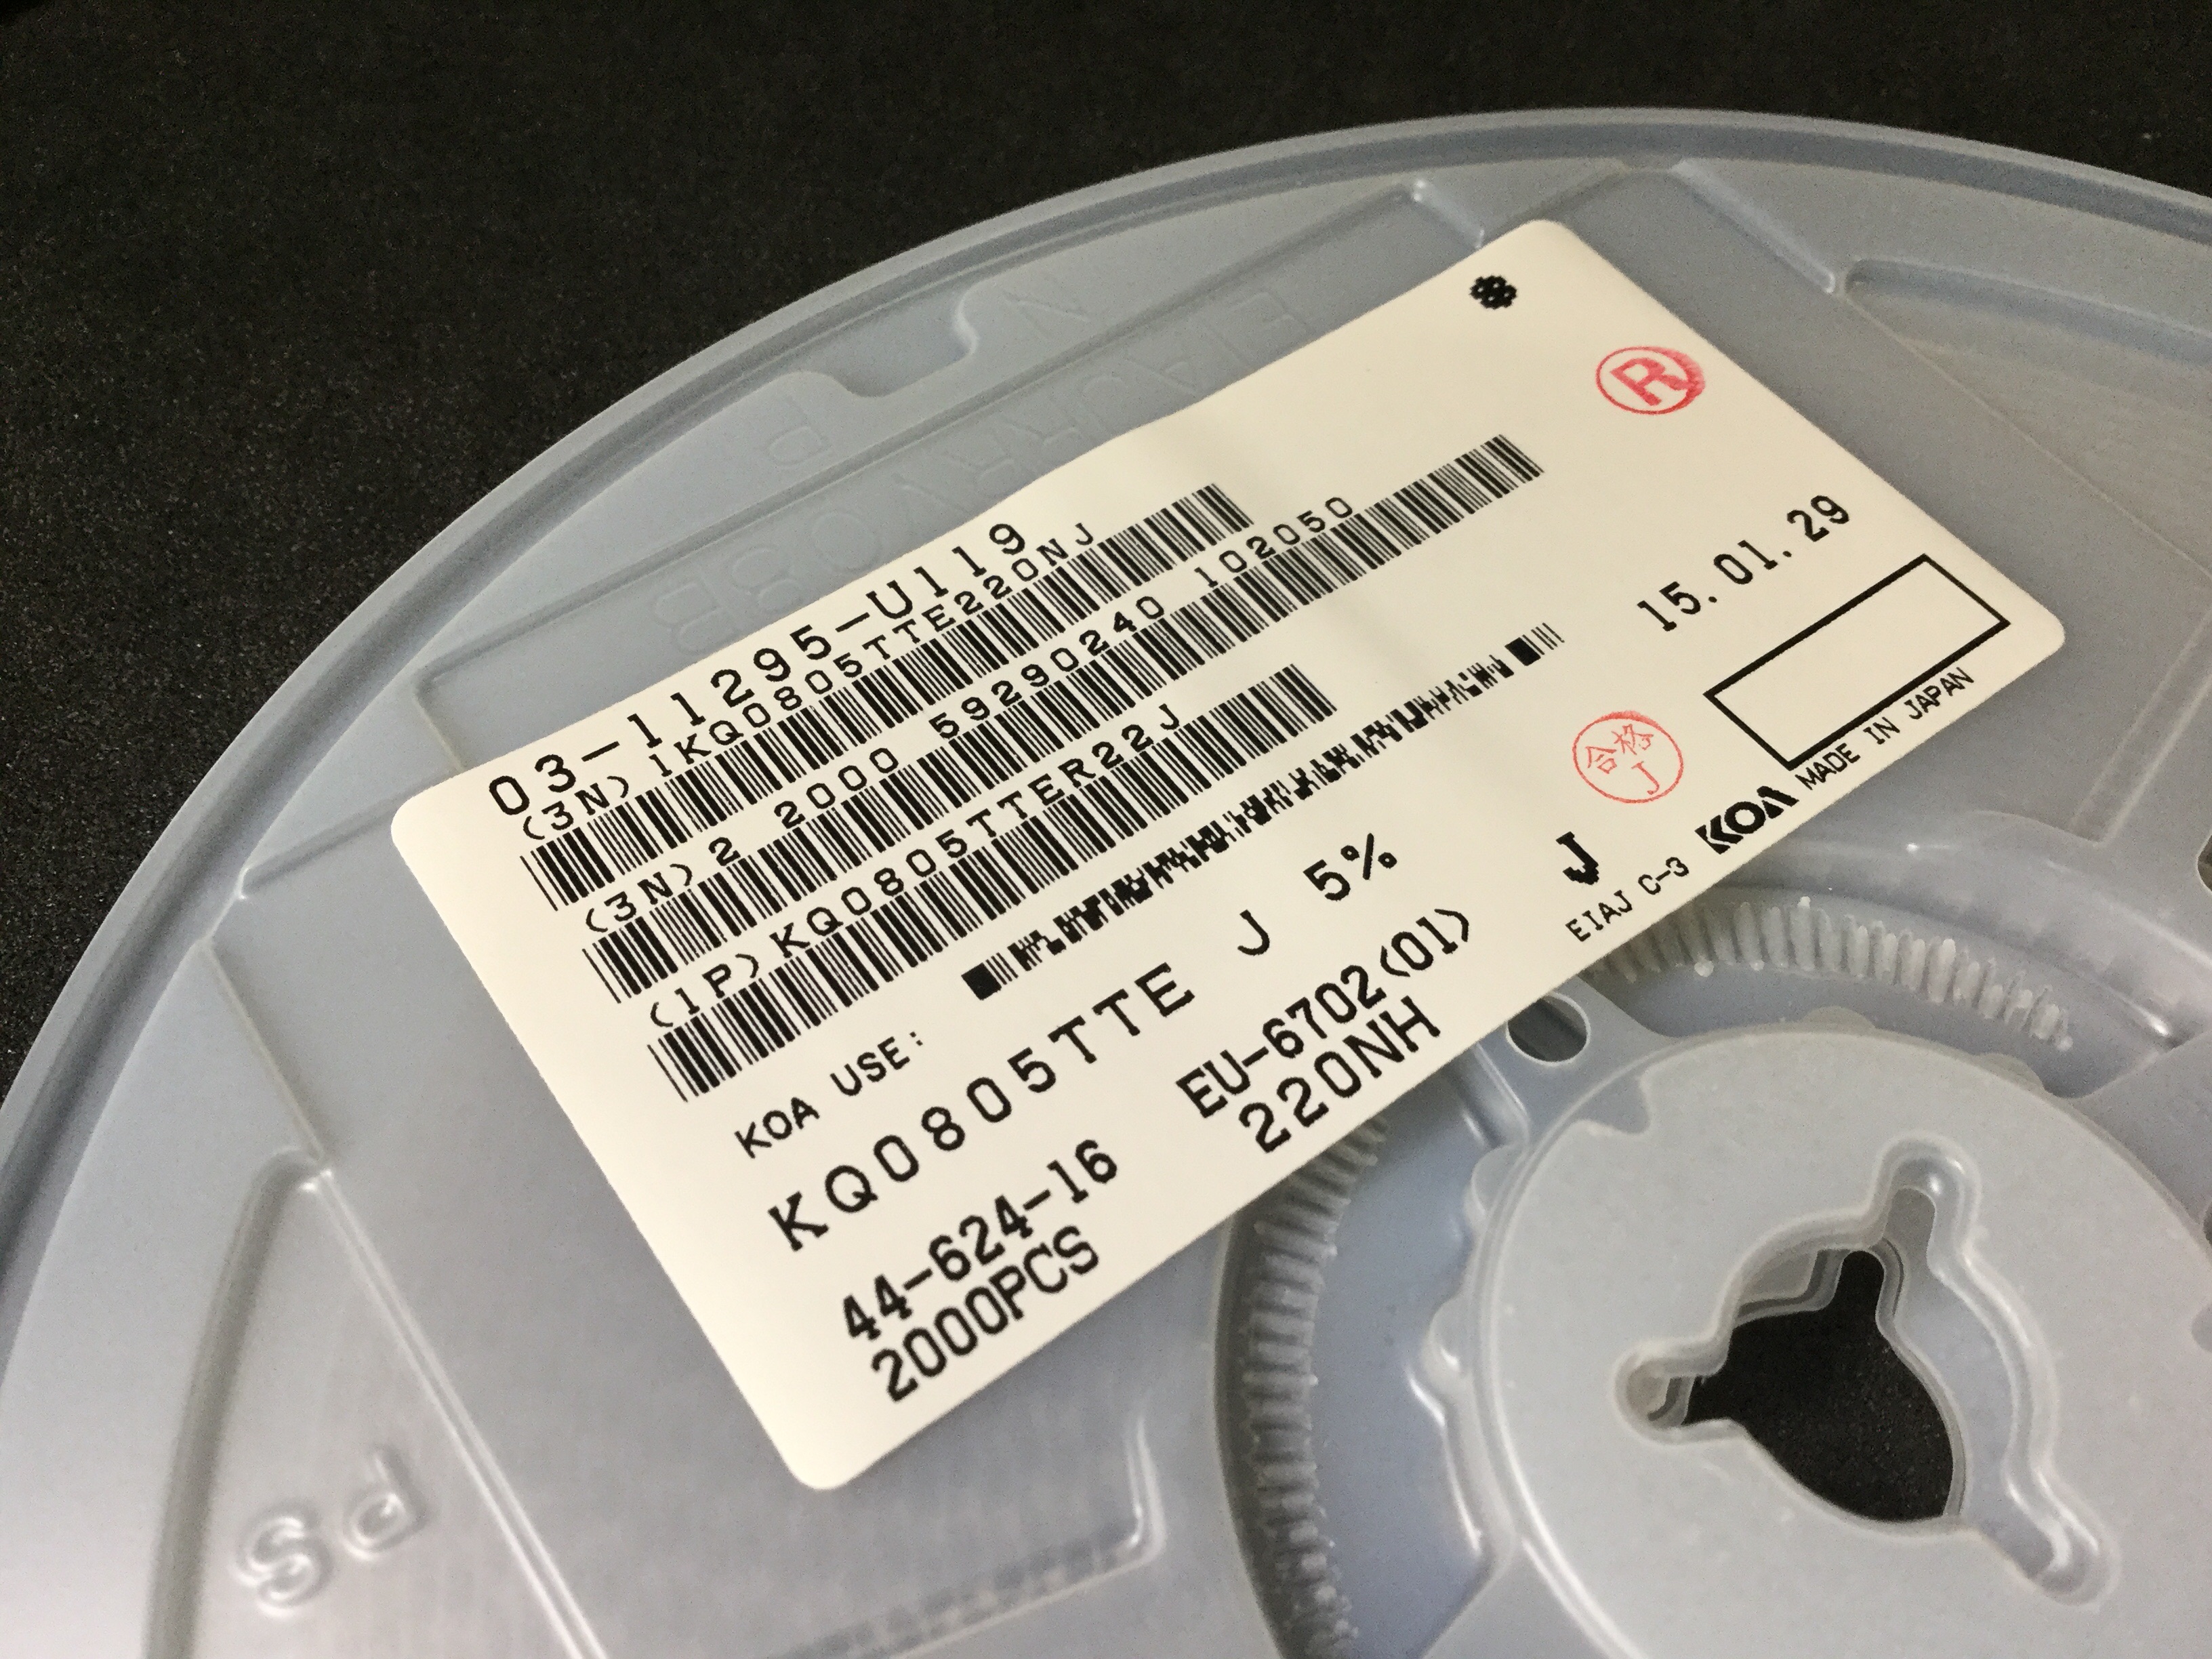 03-11295-U119
(3N)1KQ0805TTE220NJ
(3N)2 2000 59290240 102050
(1P)KQ0805TTER22J
KOA USE:
KQ0805TTE J 5%
44-624-16 EU-6702(01)
2000PCS 220NH
R
15.01.29
合格
J
J
EIAJ C-3 KOA MADE IN JAPAN
PS